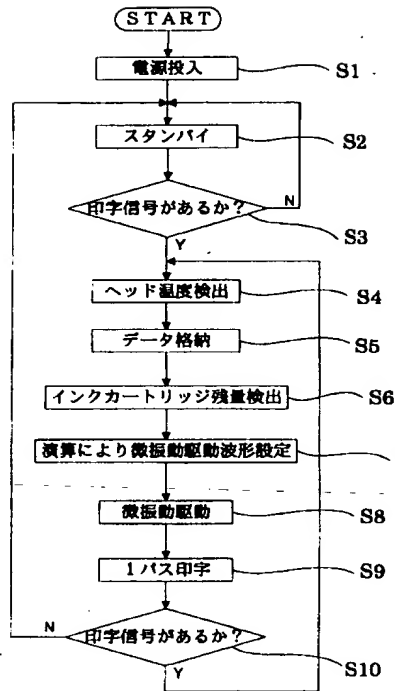 START
電源投入
S1
スタンバイ
S2
N
印字信号があるか?
S3
Y
ヘッド温度検出
S4
データ格納
S5
インクカートリッジ残量検出
S6
演算により微振動駆動波形設定
微振動駆動
S8
1パス印字
S9
N
印字信号があるか?
S10
Y